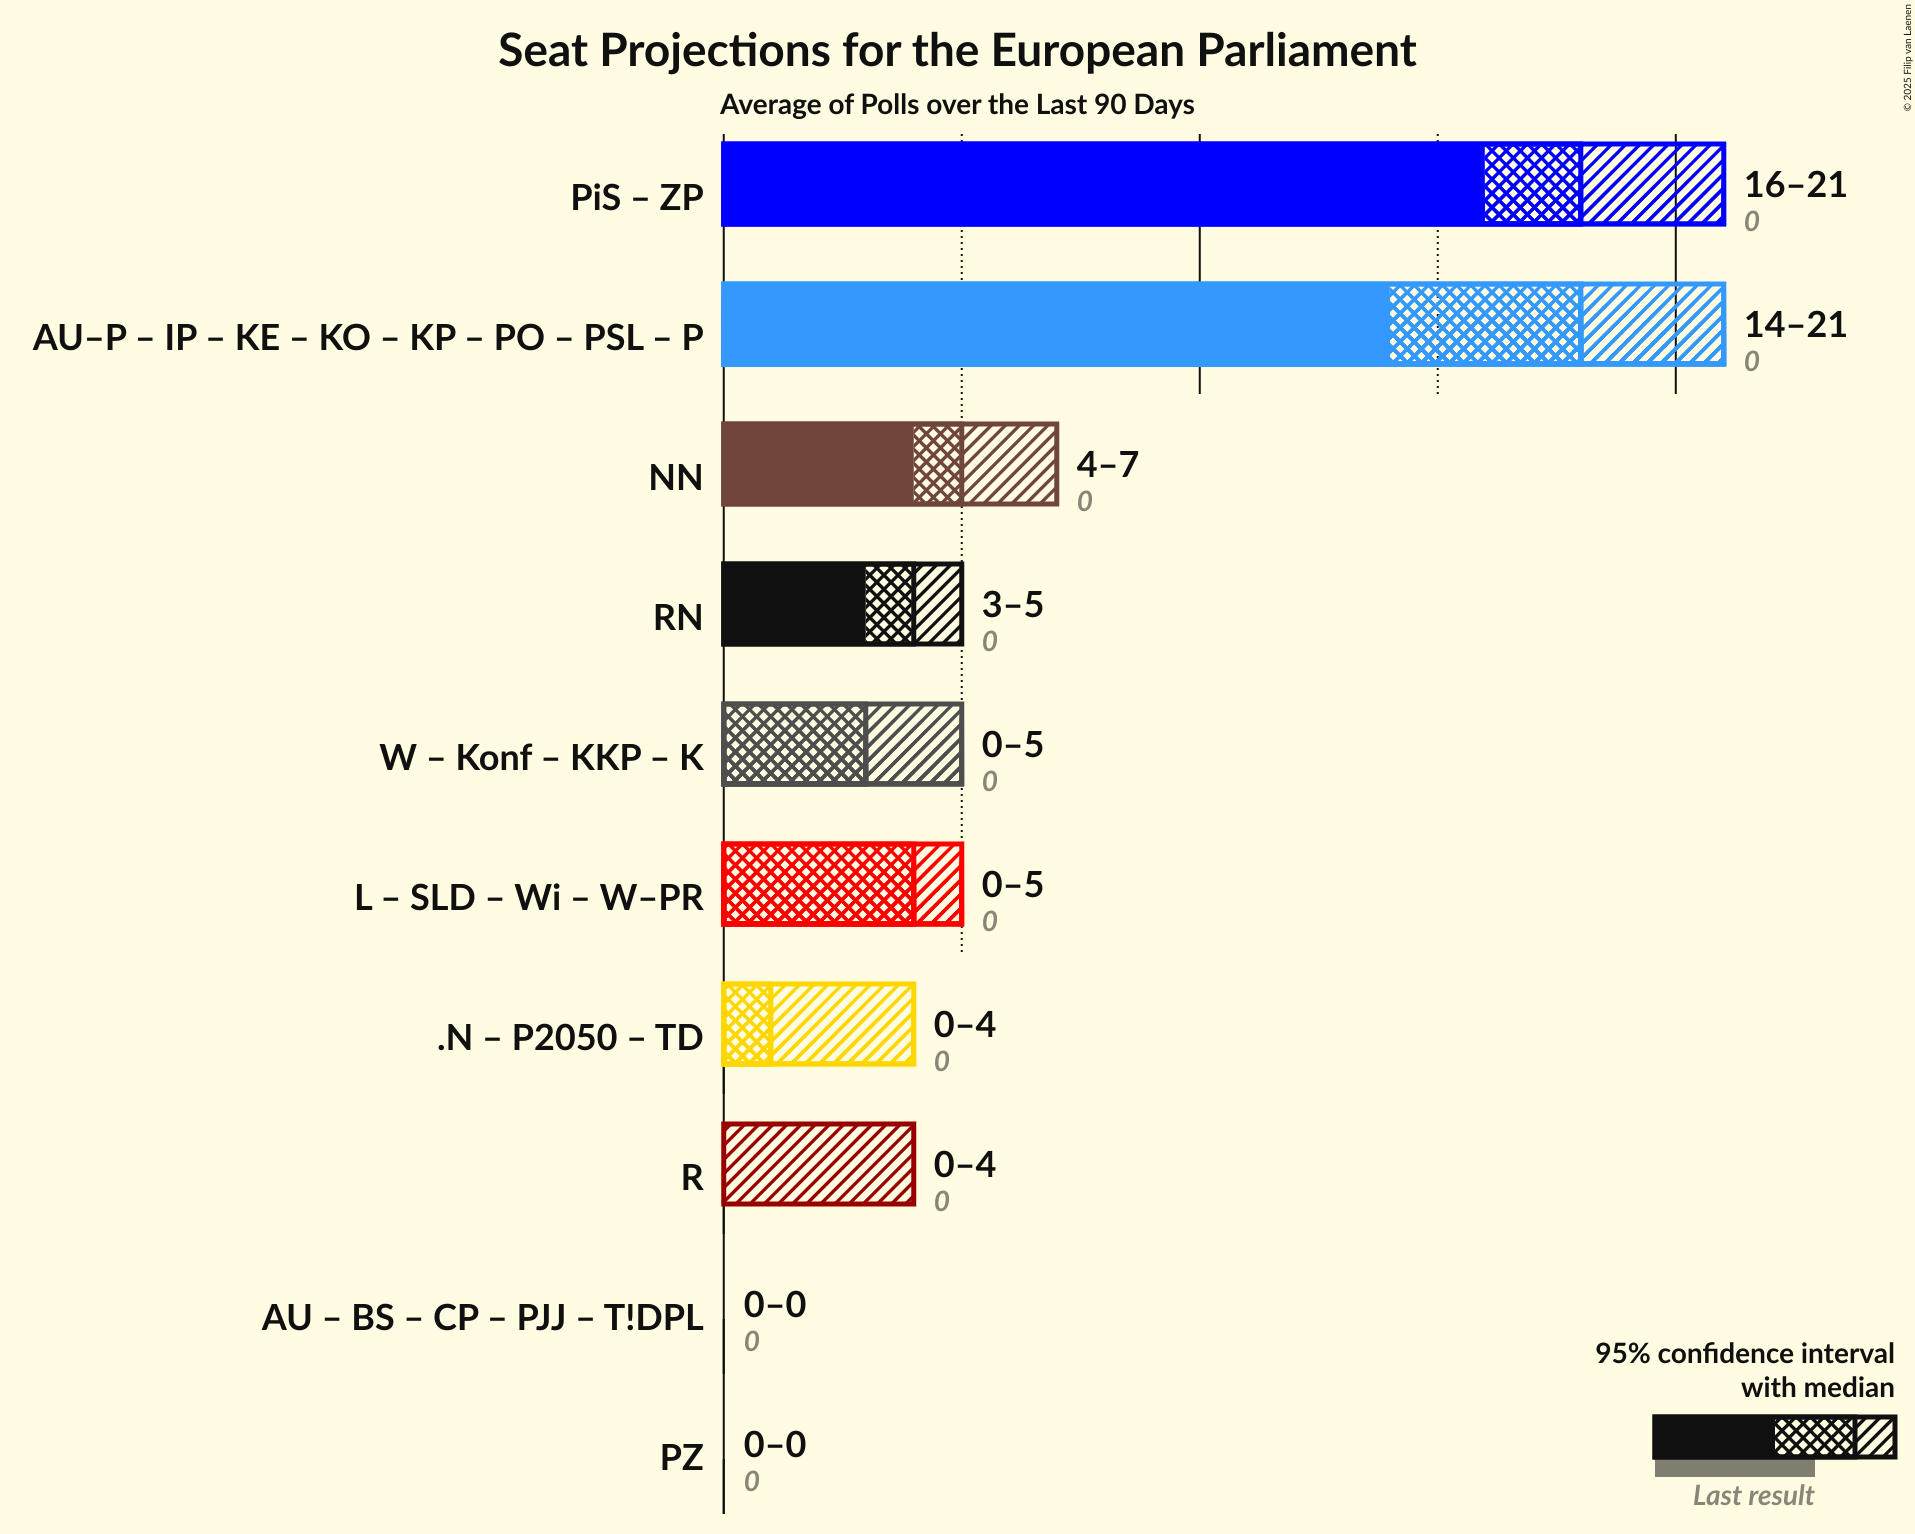 Seat Projections for the European Parliament
Average of Polls over the Last 90 Days
© 2025 Filip van Laenen
PiS – ZP
16–21
0
AU–P – IP – KE – KO – KP – PO – PSL – P
14–21
0
NN
4–7
0
RN
3–5
0
W – Konf – KKP – K
0–5
0
L – SLD – Wi – W–PR
0–5
0
.N – P2050 – TD
0–4
0
R
0–4
0
AU – BS – CP – PJJ – T!DPL
0–0
0
PZ
0–0
0
95% confidence interval
with median
Last result